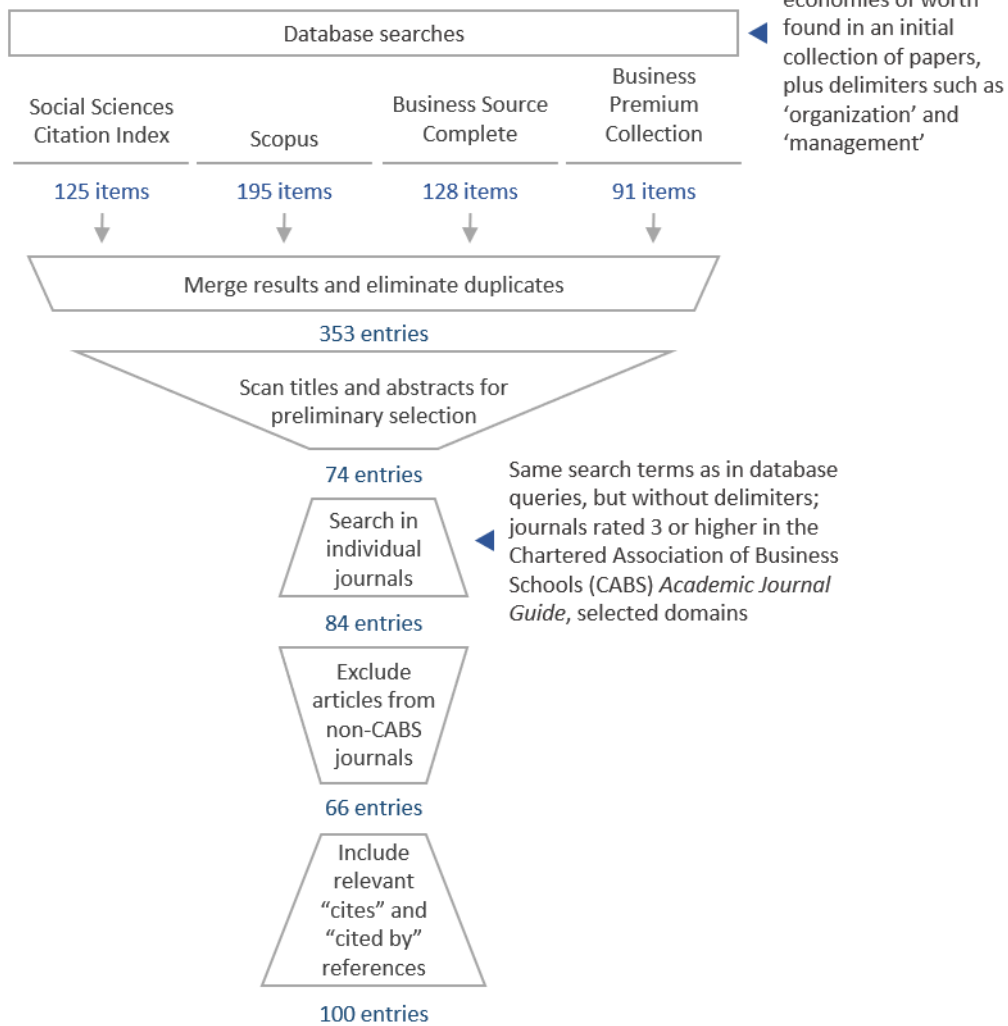 economies of worth
found in an initial
collection of papers,
plus delimiters such as
‘organization’ and
‘management’
Database searches
Social Sciences
Citation Index
Scopus
Business Source
Complete
Business
Premium
Collection
125 items
195 items
128 items
91 items
Merge results and eliminate duplicates
353 entries
Scan titles and abstracts for
preliminary selection
74 entries
Search in
individual
journals
Same search terms as in database
queries, but without delimiters;
journals rated 3 or higher in the
Chartered Association of Business
Schools (CABS) Academic Journal
Guide, selected domains
84 entries
Exclude
articles from
non-CABS
journals
66 entries
Include
relevant
“cites” and
“cited by”
references
100 entries